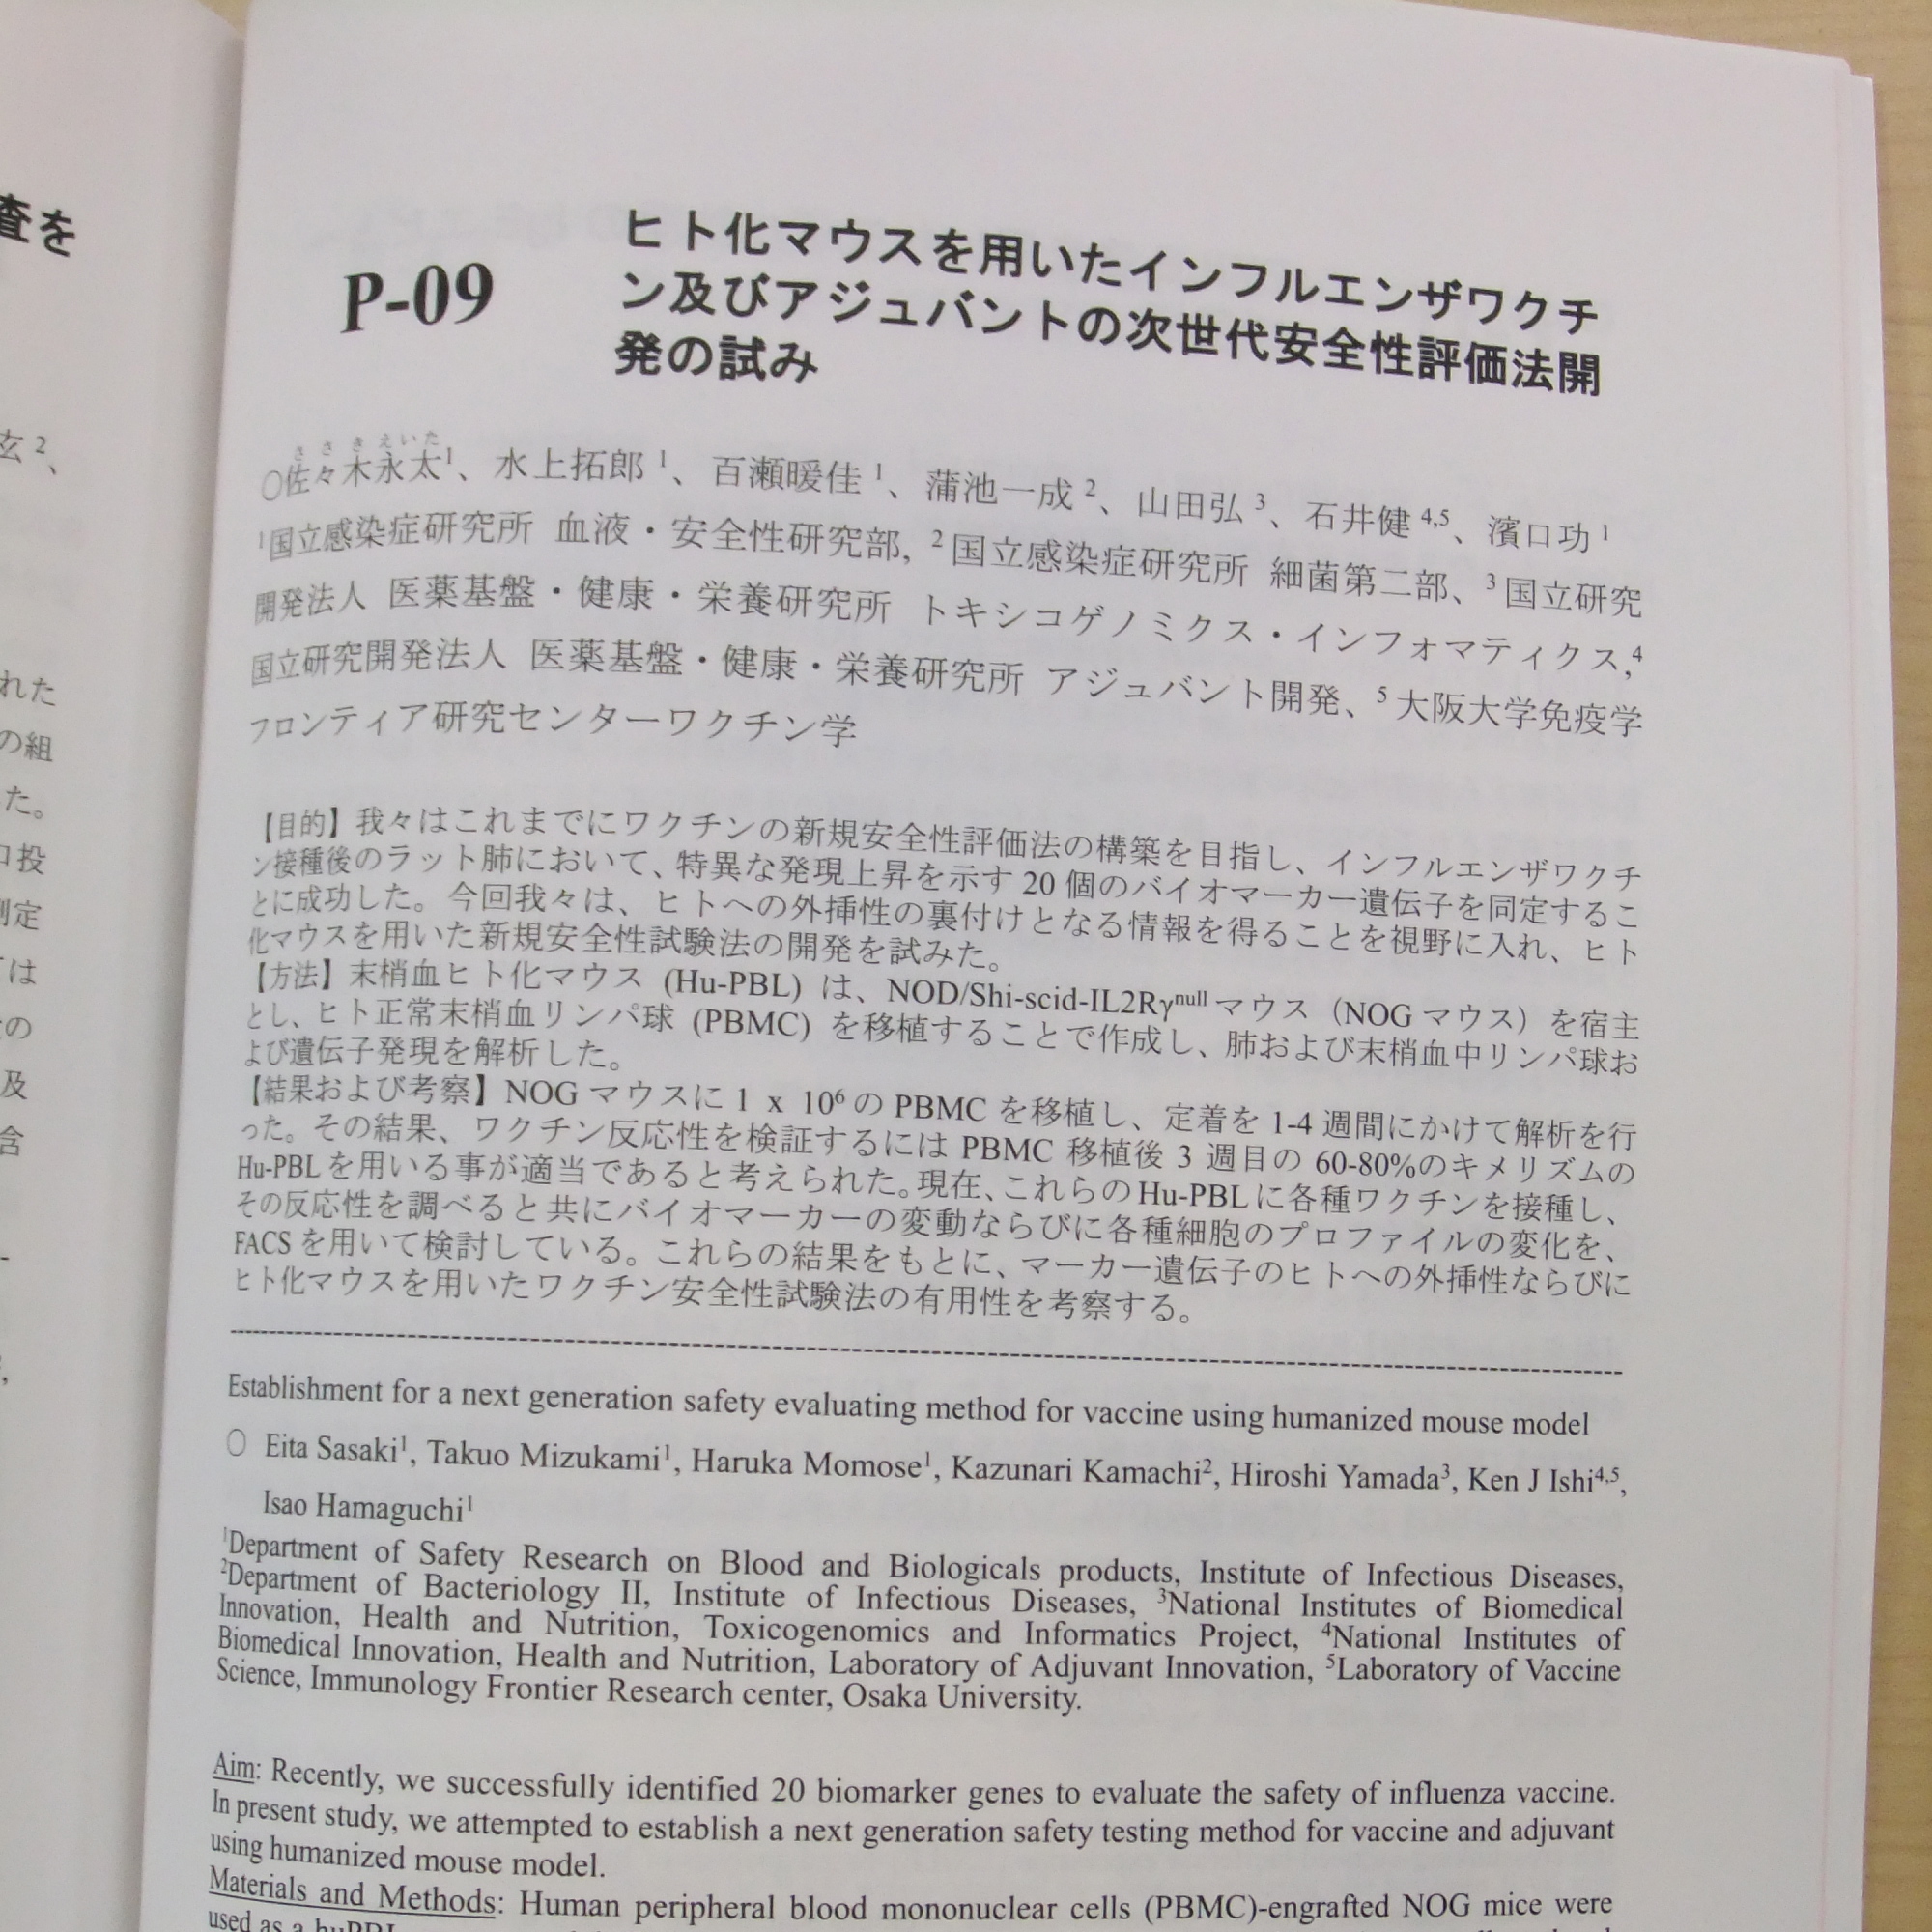 査を
玄 2、
れた
の組
た。
口投
測定
は
の
及
含
P-09
ヒト化マウスを用いたインフルエンザワクチ
ン及びアジュバントの次世代安全性評価法開
発の試み
ささきえいた
○佐々木永太1、水上拓郎 1、百瀬暖佳 1、蒲池一成 2、山田弘 3、石井健 4,5、濱口功 1
1国立感染症研究所 血液・安全性研究部, 2 国立感染症研究所 細菌第二部、3 国立研究
開発法人 医薬基盤・健康・栄養研究所 トキシコゲノミクス・インフォマティクス,4
国立研究開発法人 医薬基盤・健康・栄養研究所 アジュバント開発、5 大阪大学免疫学
フロンティア研究センターワクチン学
【目的】我々はこれまでにワクチンの新規安全性評価法の構築を目指し、インフルエンザワクチ
ン接種後のラット肺において、特異な発現上昇を示す 20 個のバイオマーカー遺伝子を同定するこ
とに成功した。今回我々は、ヒトへの外挿性の裏付けとなる情報を得ることを視野に入れ、ヒト
化マウスを用いた新規安全性試験法の開発を試みた。
【方法】末梢血ヒト化マウス (Hu-PBL) は、NOD/Shi-scid-IL2Rγnull マウス（NOG マウス）を宿主
とし、ヒト正常末梢血リンパ球 (PBMC) を移植することで作成し、肺および末梢血中リンパ球お
よび遺伝子発現を解析した。
【結果および考察】NOG マウスに 1 x 106 の PBMC を移植し、定着を 1-4 週間にかけて解析を行
った。その結果、ワクチン反応性を検証するには PBMC 移植後 3 週目の 60-80%のキメリズムの
Hu-PBL を用いる事が適当であると考えられた。現在、これらの Hu-PBL に各種ワクチンを接種し、
その反応性を調べると共にバイオマーカーの変動ならびに各種細胞のプロファイルの変化を、
FACS を用いて検討している。これらの結果をもとに、マーカー遺伝子のヒトへの外挿性ならびに
ヒト化マウスを用いたワクチン安全性試験法の有用性を考察する。
Establishment for a next generation safety evaluating method for vaccine using humanized mouse model
○ Eita Sasaki1, Takuo Mizukami1, Haruka Momose1, Kazunari Kamachi2, Hiroshi Yamada3, Ken J Ishi4,5,
Isao Hamaguchi1
1Department of Safety Research on Blood and Biologicals products, Institute of Infectious Diseases,
2Department of Bacteriology II, Institute of Infectious Diseases, 3National Institutes of Biomedical
Innovation, Health and Nutrition, Toxicogenomics and Informatics Project, 4National Institutes of
Biomedical Innovation, Health and Nutrition, Laboratory of Adjuvant Innovation, 5Laboratory of Vaccine
Science, Immunology Frontier Research center, Osaka University.
Aim: Recently, we successfully identified 20 biomarker genes to evaluate the safety of influenza vaccine.
In present study, we attempted to establish a next generation safety testing method for vaccine and adjuvant
using humanized mouse model.
Materials and Methods: Human peripheral blood mononuclear cells (PBMC)-engrafted NOG mice were
used as a huPBL